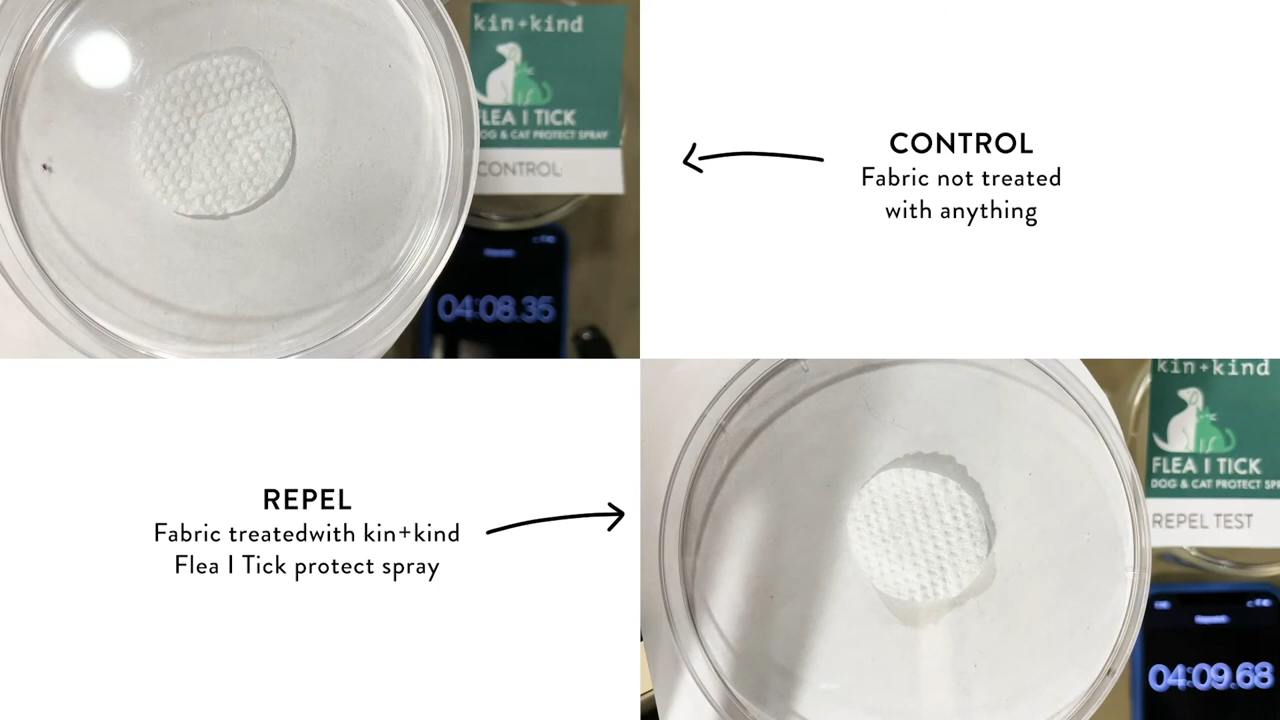 kin+kind
FLEA I TICK
DOG & CAT PROTECT SPRAY
CONTROL
04:08.35
CONTROL
Fabric not treated
with anything
REPEL
Fabric treatedwith kin+kind
Flea I Tick protect spray
kin+kind
FLEA I TICK
DOG & CAT PROTECT SPR
REPEL TEST
04:09.68